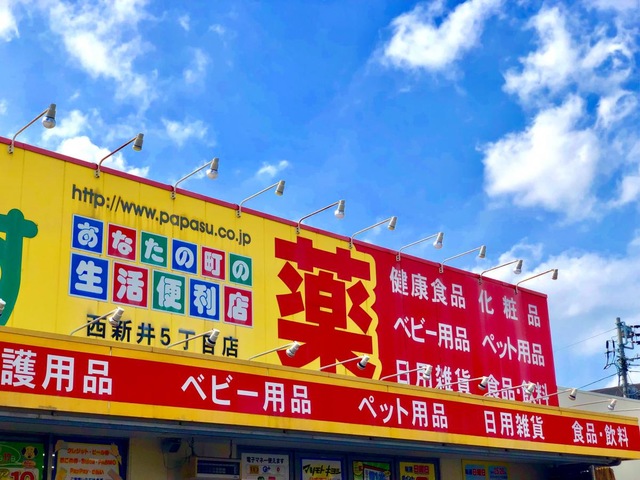 http://www.papasu.co.jp
あなたの町の
生活便利店
西新井5丁目店
薬
健康食品 化粧品
ベビー用品 ペット用品
日用雑貨 食品・飲料
護用品 ベビー用品 ペット用品 日用雑貨 食品・飲料